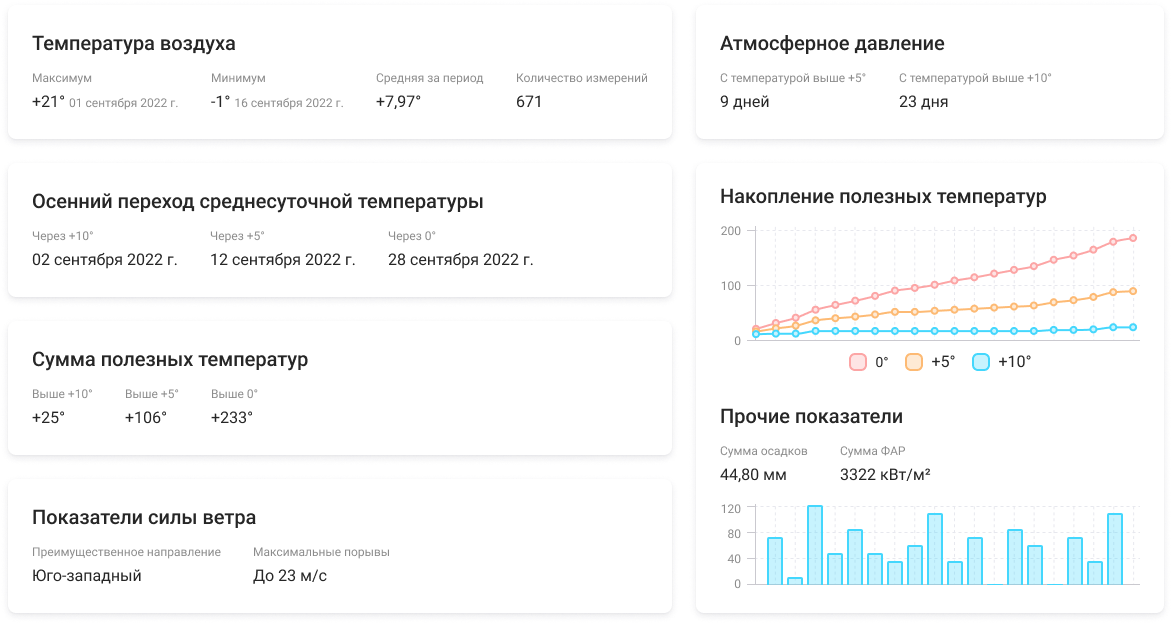 Температура воздуха
Максимум Минимум Средняя за период Количество измерений
+21° 01 сентября 2022 г. -1° 16 сентября 2022 г. +7,97° 671
Атмосферное давление
С температурой выше +5° С температурой выше +10°
9 дней 23 дня
Осенний переход среднесуточной температуры
Через +10° Через +5° Через 0°
02 сентября 2022 г. 12 сентября 2022 г. 28 сентября 2022 г.
Сумма полезных температур
Выше +10° Выше +5° Выше 0°
+25° +106° +233°
Показатели силы ветра
Преимущественное направление Максимальные порывы
Юго-западный До 23 м/с
Накопление полезных температур
200
100
0
0° +5° +10°
Прочие показатели
Сумма осадков Сумма ФАР
44,80 мм 3322 кВт/м²
120
80
40
0